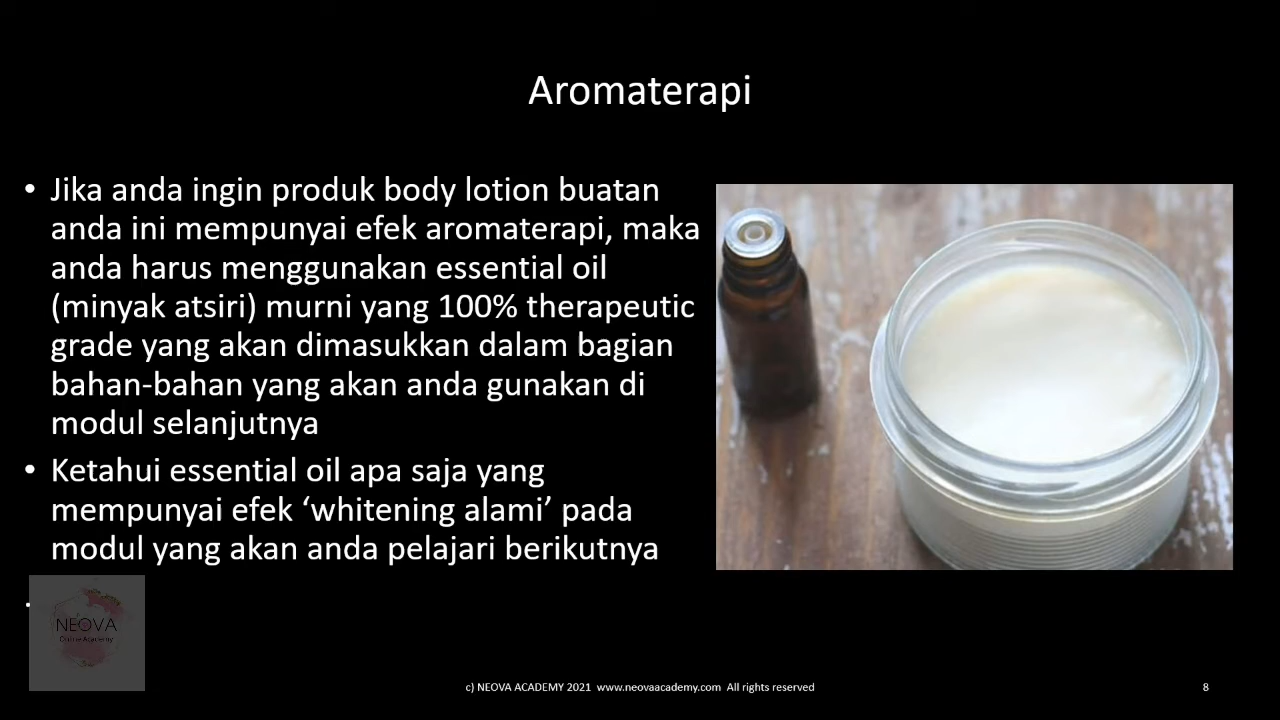 Aromaterapi
• Jika anda ingin produk body lotion buatan
anda ini mempunyai efek aromaterapi, maka
anda harus menggunakan essential oil
(minyak atsiri) murni yang 100% therapeutic
grade yang akan dimasukkan dalam bagian
bahan-bahan yang akan anda gunakan di
modul selanjutnya
• Ketahui essential oil apa saja yang
mempunyai efek ‘whitening alami’ pada
modul yang akan anda pelajari berikutnya
NEOVA
Online Academy
c) NEOVA ACADEMY 2021 www.neovaacademy.com All rights reserved
8